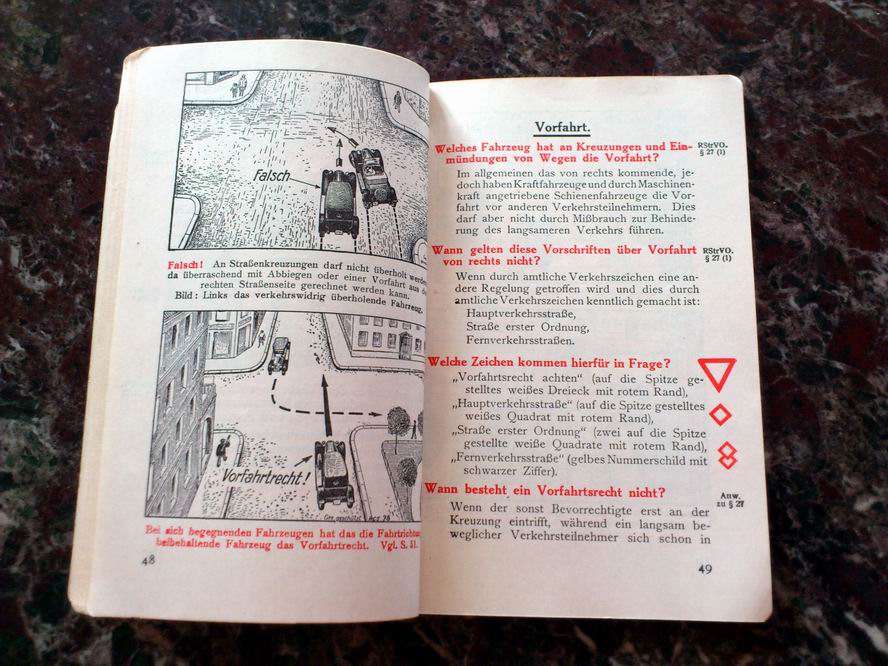 Falsch
Falsch! An Straßenkreuzungen darf nicht überholt werden,
da überraschend mit Abbiegen oder einer Vorfahrt aus der
rechten Straßenseite gerechnet werden kann.
Bild: Links das verkehrswidrig überholende Fahrzeug.
Vorfahrtrecht!
Bei sich begegnenden Fahrzeugen hat das die Fahrtrichtung
beibehaltende Fahrzeug das Vorfahrtrecht. Vgl. S. 51.
48
Vorfahrt.
Welches Fahrzeug hat an Kreuzungen und Ein-
mündungen von Wegen die Vorfahrt?
RStrVO.
§ 27 (1)
Im allgemeinen das von rechts kommende, je-
doch haben Kraftfahrzeuge und durch Maschinen-
kraft angetriebene Schienenfahrzeuge die Vor-
fahrt vor anderen Verkehrsteilnehmern. Dies
darf aber nicht durch Mißbrauch zur Behinde-
rung des langsameren Verkehrs führen.
Wann gelten diese Vorschriften über Vorfahrt
von rechts nicht?
RStrVO.
§ 27 (1)
Wenn durch amtliche Verkehrszeichen eine an-
dere Regelung getroffen wird und dies durch
amtliche Verkehrszeichen kenntlich gemacht ist:
Hauptverkehrsstraße,
Straße erster Ordnung,
Fernverkehrsstraßen.
Welche Zeichen kommen hierfür in Frage?
„Vorfahrtsrecht achten“ (auf die Spitze ge-
stelltes weißes Dreieck mit rotem Rand),
„Hauptverkehrsstraße“ (auf die Spitze gestelltes
weißes Quadrat mit rotem Rand),
„Straße erster Ordnung“ (zwei auf die Spitze
gestellte weiße Quadrate mit rotem Rand),
„Fernverkehrsstraße“ (gelbes Nummerschild mit
schwarzer Ziffer).
Wann besteht ein Vorfahrtsrecht nicht?
Anw.
zu § 27
Wenn der sonst Bevorrechtigte erst an der
Kreuzung eintrifft, während ein langsam be-
weglicher Verkehrsteilnehmer sich schon in
49